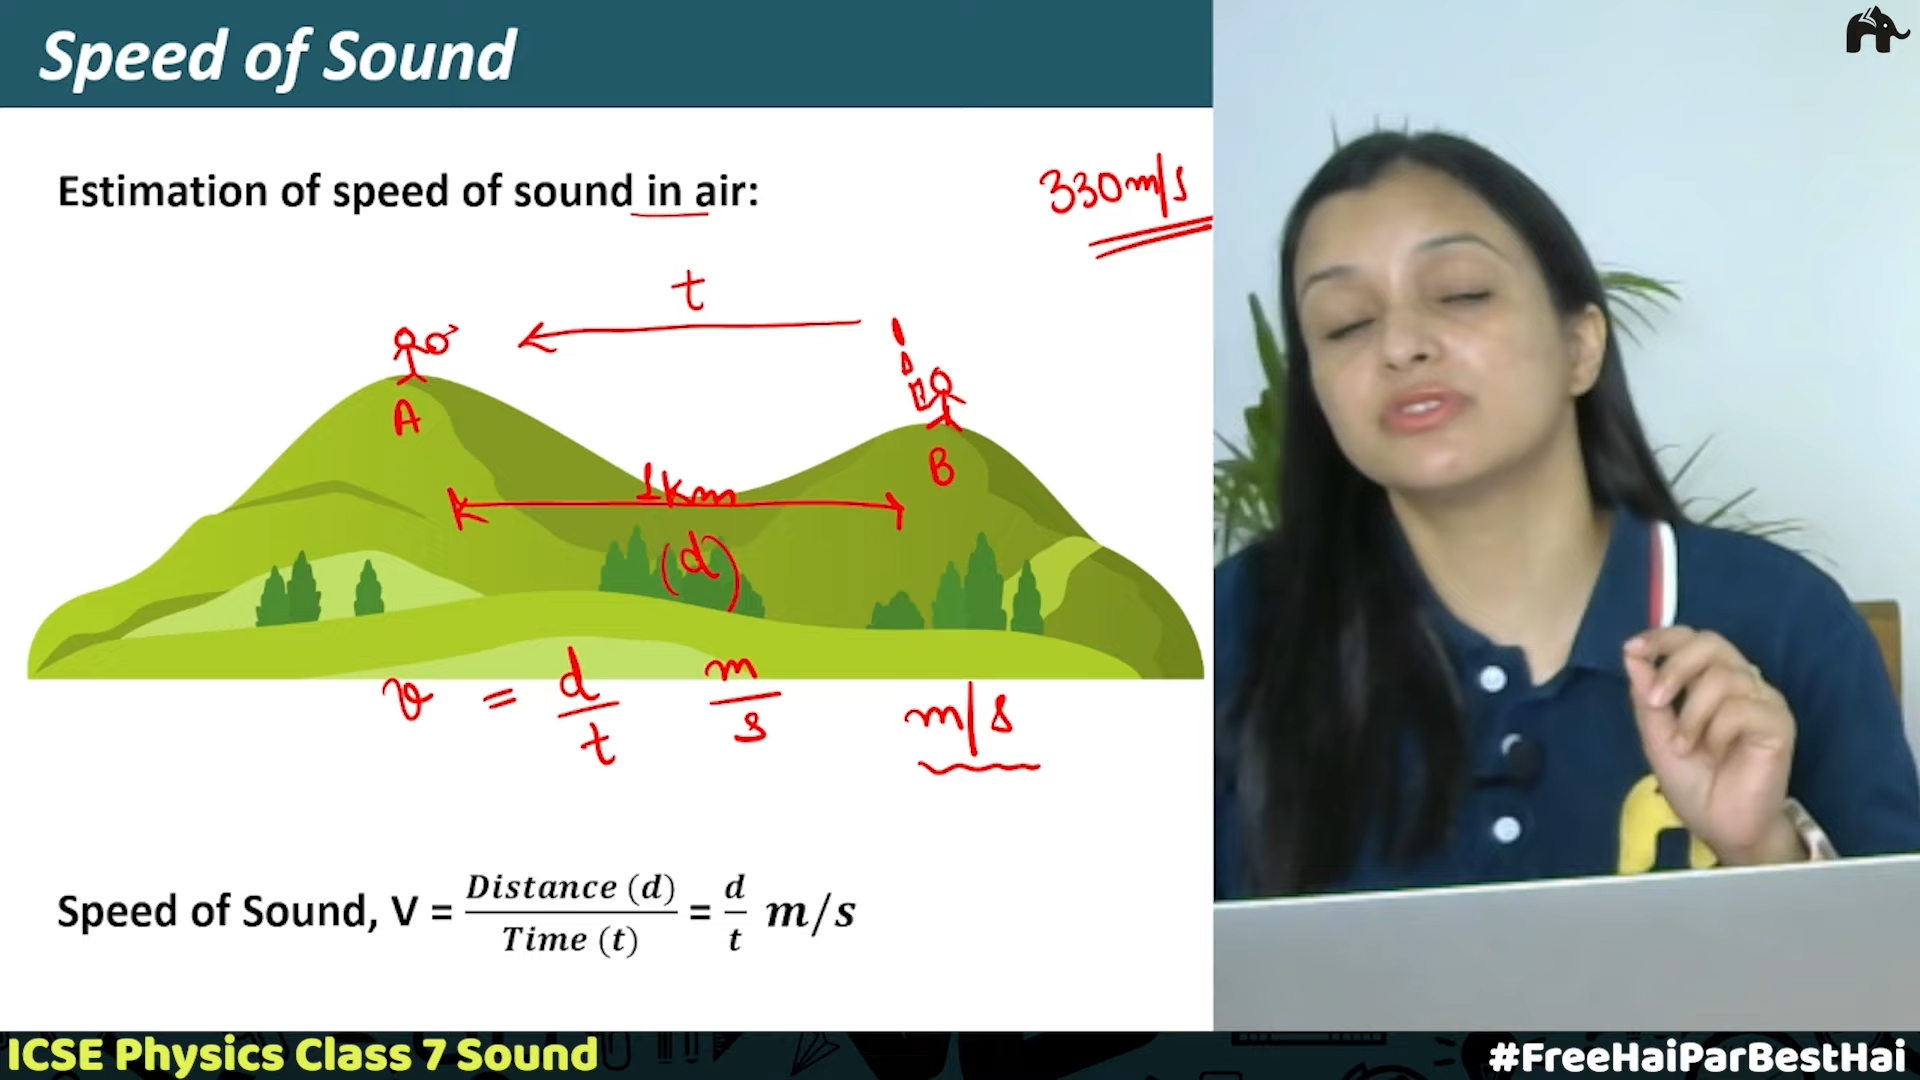 Speed of Sound
Estimation of speed of sound in air:
330m/s
t
A
B
1km
(d)
v = d/t m/s m/s
Speed of Sound, V = Distance (d)/Time (t) = d/t m/s
ICSE Physics Class 7 Sound
#FreeHaiParBestHai